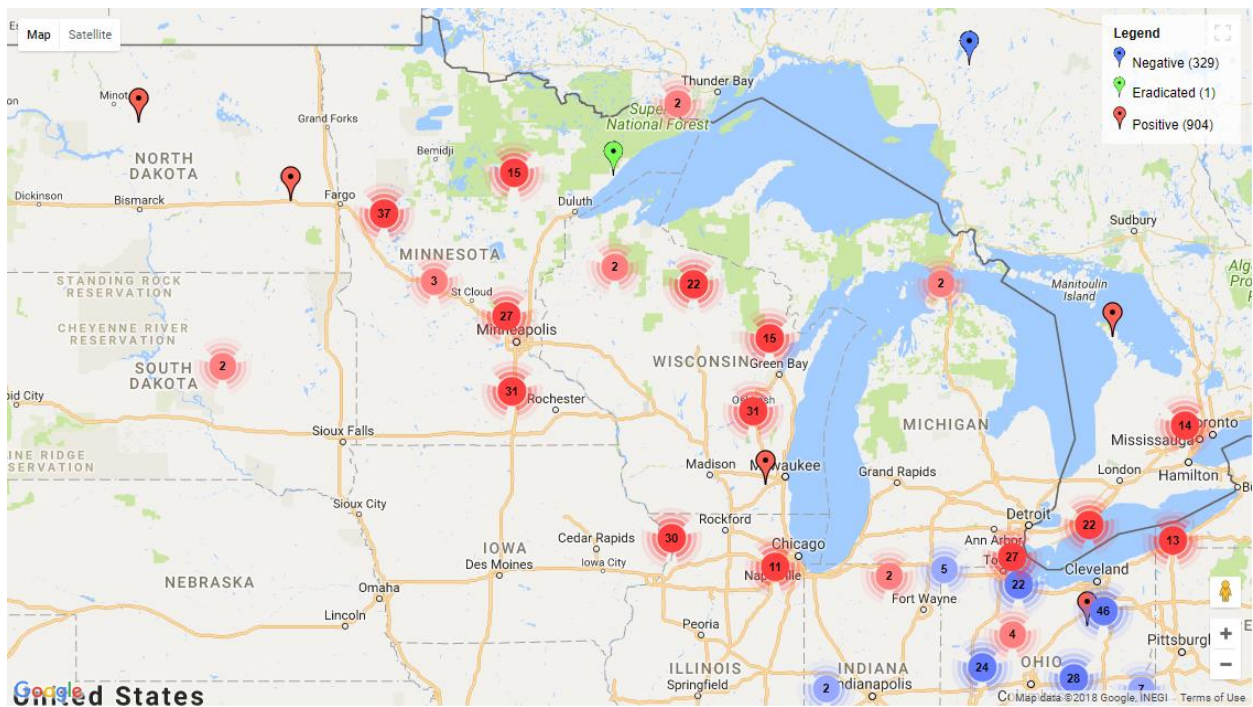 Map Satellite
Legend
Negative (329)
Eradicated (1)
Positive (904)
Thunder Bay
2
Minot
Grand Forks
National Forest
NORTH
DAKOTA
Bemidji
15
Dickinson
Bismarck
Fargo
37
Duluth
Sudbury
MINNESOTA
2
22
2
Manitoulin
Island
STANDING ROCK
RESERVATION
3
St Cloud
27
CHEYENNE RIVER
RESERVATION
Minneapolis
15
WISCONSIN
Green Bay
2
SOUTH
DAKOTA
31
Rochester
31
MICHIGAN
14
Mississauga
Sioux Falls
Madison
Milwaukee
Grand Rapids
London
Hamilton
Sioux City
Rockford
Detroit
22
Ann Arbor
Cedar Rapids
30
Chicago
13
IOWA
Iowa City
Des Moines
11
2
5
27
22
Cleveland
NEBRASKA
Omaha
Fort Wayne
46
Lincoln
Peoria
4
ILLINOIS
INDIANA
24
OHIO
28
Springfield
2
Indianapolis
7
Google
United States
Map data ©2018 Google, INEGI Terms of Use